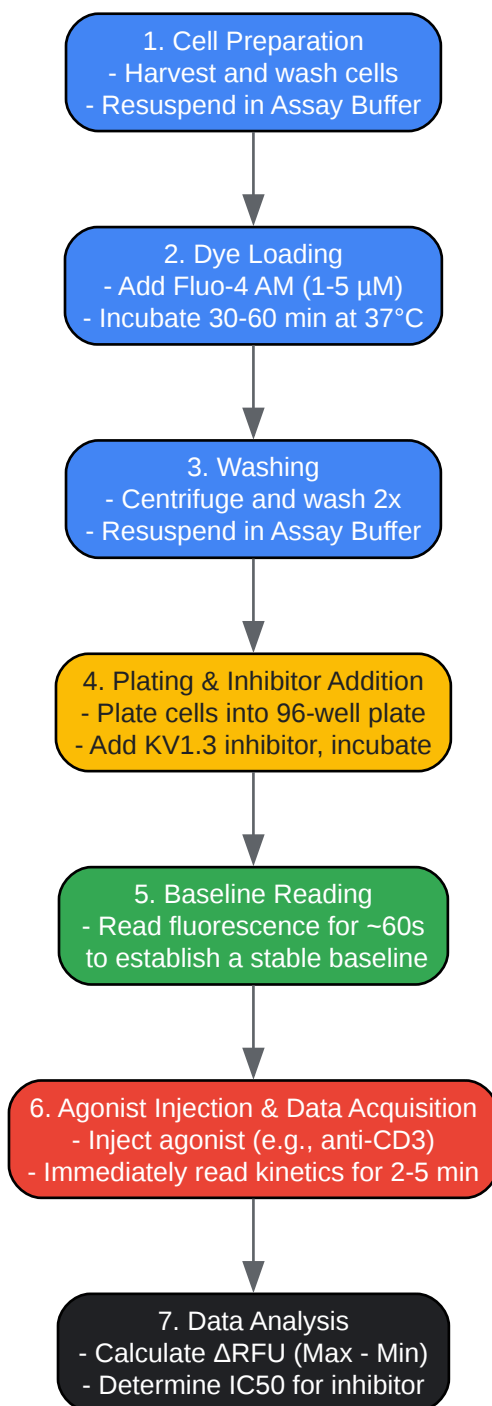 1. Cell Preparation
- Harvest and wash cells
- Resuspend in Assay Buffer
2. Dye Loading
- Add Fluo-4 AM (1-5 µM)
- Incubate 30-60 min at 37°C
3. Washing
- Centrifuge and wash 2x
- Resuspend in Assay Buffer
4. Plating & Inhibitor Addition
- Plate cells into 96-well plate
- Add KV1.3 inhibitor, incubate
5. Baseline Reading
- Read fluorescence for ~60s
to establish a stable baseline
6. Agonist Injection & Data Acquisition
- Inject agonist (e.g., anti-CD3)
- Immediately read kinetics for 2-5 min
7. Data Analysis
- Calculate ΔRFU (Max - Min)
- Determine IC50 for inhibitor